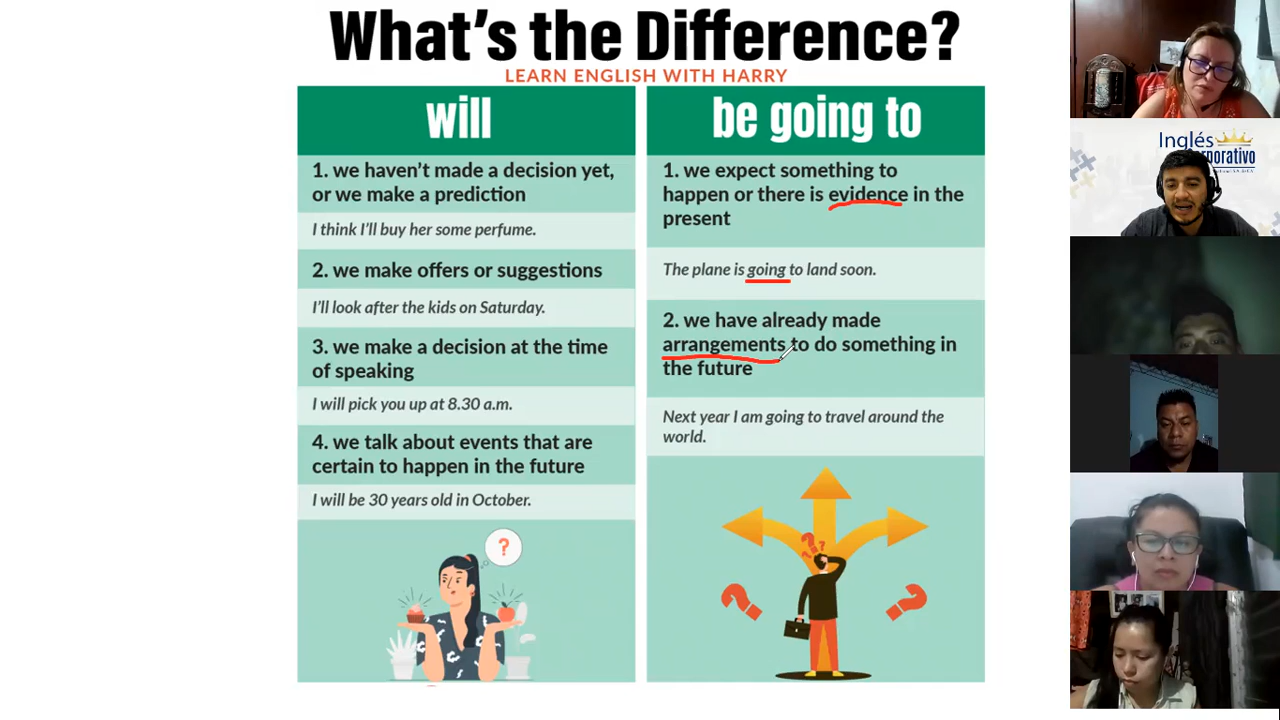 What's the Difference?
LEARN ENGLISH WITH HARRY
will
1. we haven't made a decision yet,
or we make a prediction
I think I'll buy her some perfume.
2. we make offers or suggestions
I'll look after the kids on Saturday.
3. we make a decision at the time
of speaking
I will pick you up at 8.30 a.m.
4. we talk about events that are
certain to happen in the future
I will be 30 years old in October.
?
be going to
1. we expect something to
happen or there is evidence in the
present
The plane is going to land soon.
2. we have already made
arrangements to do something in
the future
Next year I am going to travel around the
world.
? ?
? ?
Inglés